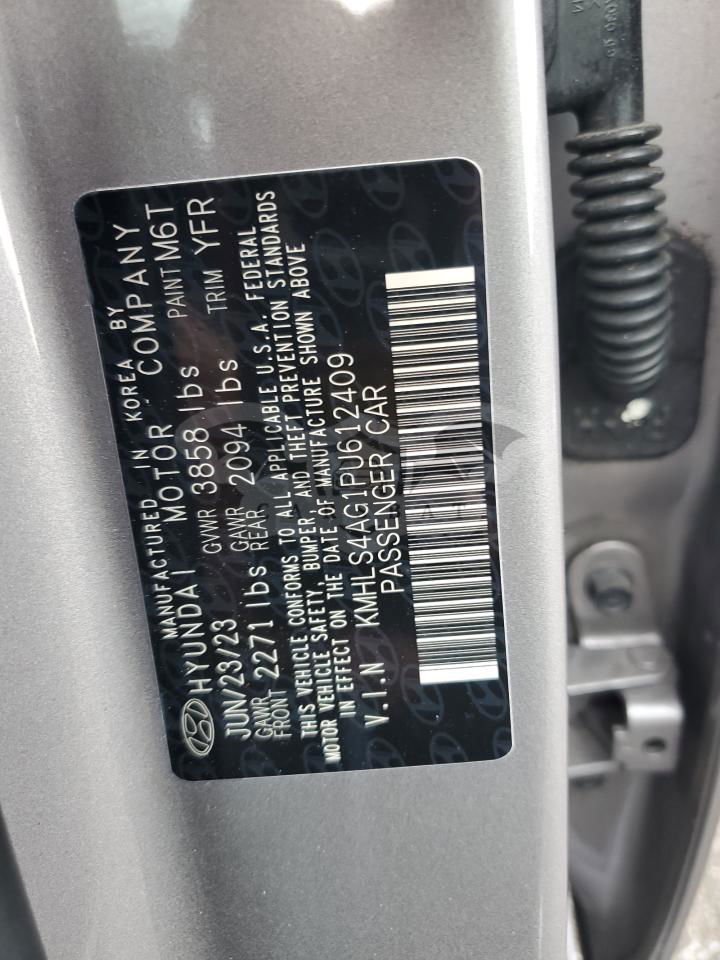 MANUFACTURED IN KOREA BY
HYUNDAI MOTOR COMPANY
JUN/23/23 GVWR 3858 lbs PAINT M6T
GAWR FRONT 2271 lbs GAWR REAR 2094 lbs TRIM YFR
THIS VEHICLE CONFORMS TO ALL APPLICABLE U.S.A. FEDERAL
MOTOR VEHICLE SAFETY, BUMPER AND THEFT PREVENTION STANDARDS
IN EFFECT ON THE DATE OF MANUFACTURE SHOWN ABOVE
V.I.N KMHLS4AG1PU612409
PASSENGER CAR